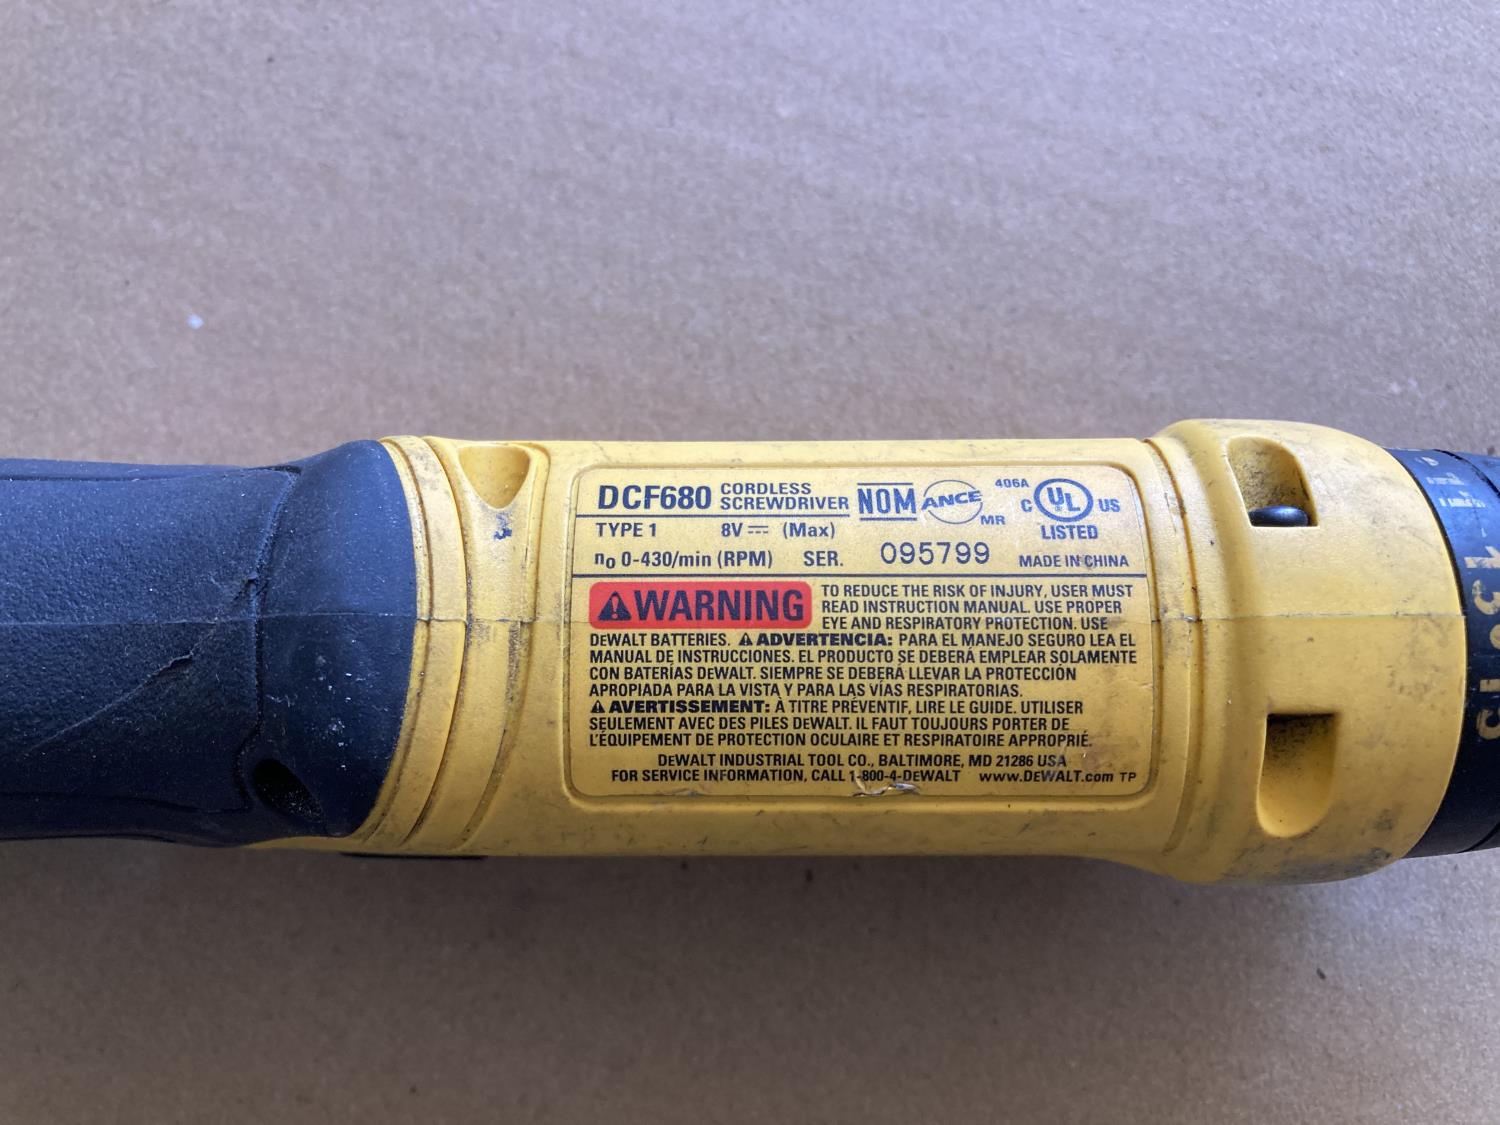 DCF680 CORDLESS SCREWDRIVER NOM ANCE MR 406A C UL US LISTED
TYPE 1 8V ⎓ (Max)
n₀ 0-430/min (RPM) SER. 095799 MADE IN CHINA
⚠WARNING TO REDUCE THE RISK OF INJURY, USER MUST
READ INSTRUCTION MANUAL. USE PROPER
EYE AND RESPIRATORY PROTECTION. USE
DEWALT BATTERIES. ⚠ ADVERTENCIA: PARA EL MANEJO SEGURO LEA EL
MANUAL DE INSTRUCCIONES. EL PRODUCTO SE DEBERÁ EMPLEAR SOLAMENTE
CON BATERÍAS DEWALT. SIEMPRE SE DEBERÁ LLEVAR LA PROTECCIÓN
APROPIADA PARA LA VISTA Y PARA LAS VÍAS RESPIRATORIAS.
⚠ AVERTISSEMENT: À TITRE PRÉVENTIF, LIRE LE GUIDE. UTILISER
SEULEMENT AVEC DES PILES DEWALT. IL FAUT TOUJOURS PORTER DE
L'ÉQUIPEMENT DE PROTECTION OCULAIRE ET RESPIRATOIRE APPROPRIÉ.
DEWALT INDUSTRIAL TOOL CO., BALTIMORE, MD 21286 USA
FOR SERVICE INFORMATION, CALL 1-800-4-DEWALT www.DEWALT.com TP